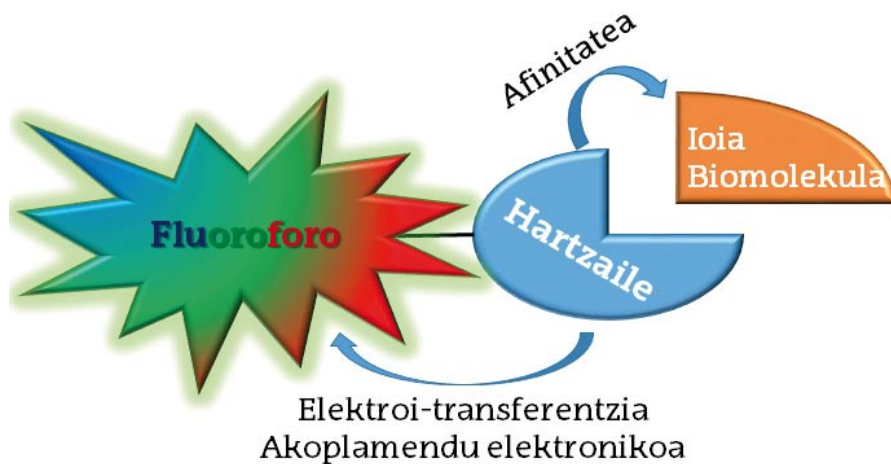 Afinitatea
Ioia
Biomolekula
Fluoroforo
Hartzaile
Elektroi-transferentzia
Akoplamendu elektronikoa